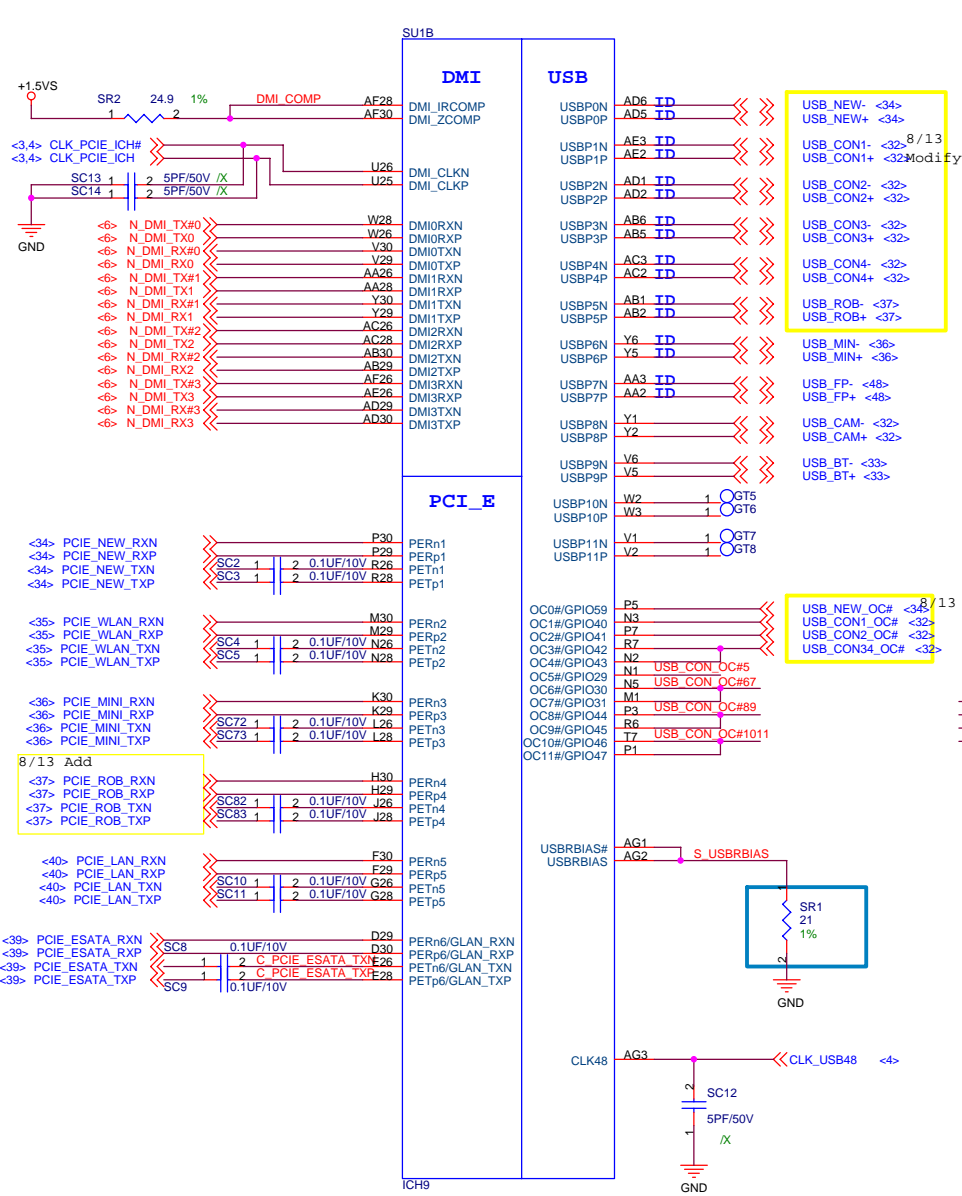 SU1B
DMI USB
+1.5VS
SR2 24.9 1%
1 2
DMI_COMP
AF28 DMI_IRCOMP
AF30 DMI_ZCOMP
<3,4> CLK_PCIE_ICH#
<3,4> CLK_PCIE_ICH
U26 DMI_CLKN
U25 DMI_CLKP
SC13 1 2 5PF/50V /X
SC14 1 2 5PF/50V /X
GND
<6> N_DMI_TX#0 W28 DMI0RXN
<6> N_DMI_TX0 W26 DMI0RXP
<6> N_DMI_RX#0 V30 DMI0TXN
<6> N_DMI_RX0 V29 DMI0TXP
<6> N_DMI_TX#1 AA26 DMI1RXN
<6> N_DMI_TX1 AA28 DMI1RXP
<6> N_DMI_RX#1 Y30 DMI1TXN
<6> N_DMI_RX1 Y29 DMI1TXP
<6> N_DMI_TX#2 AC26 DMI2RXN
<6> N_DMI_TX2 AC28 DMI2RXP
<6> N_DMI_RX#2 AB30 DMI2TXN
<6> N_DMI_RX2 AB29 DMI2TXP
<6> N_DMI_TX#3 AF26 DMI3RXN
<6> N_DMI_TX3 AE26 DMI3RXP
<6> N_DMI_RX#3 AD29 DMI3TXN
<6> N_DMI_RX3 AD30 DMI3TXP
PCI_E
<34> PCIE_NEW_RXN P30 PERn1
<34> PCIE_NEW_RXP P29 PERp1
<34> PCIE_NEW_TXN SC2 1 2 0.1UF/10V R26 PETn1
<34> PCIE_NEW_TXP SC3 1 2 0.1UF/10V R28 PETp1
<35> PCIE_WLAN_RXN M30 PERn2
<35> PCIE_WLAN_RXP M29 PERp2
<35> PCIE_WLAN_TXN SC4 1 2 0.1UF/10V N26 PETn2
<35> PCIE_WLAN_TXP SC5 1 2 0.1UF/10V N28 PETp2
<36> PCIE_MINI_RXN K30 PERn3
<36> PCIE_MINI_RXP K29 PERp3
<36> PCIE_MINI_TXN SC72 1 2 0.1UF/10V L26 PETn3
<36> PCIE_MINI_TXP SC73 1 2 0.1UF/10V L28 PETp3
8/13 Add
<37> PCIE_ROB_RXN H30 PERn4
<37> PCIE_ROB_RXP H29 PERp4
<37> PCIE_ROB_TXN SC82 1 2 0.1UF/10V J26 PETn4
<37> PCIE_ROB_TXP SC83 1 2 0.1UF/10V J28 PETp4
<40> PCIE_LAN_RXN F30 PERn5
<40> PCIE_LAN_RXP F29 PERp5
<40> PCIE_LAN_TXN SC10 1 2 0.1UF/10V G26 PETn5
<40> PCIE_LAN_TXP SC11 1 2 0.1UF/10V G28 PETp5
<39> PCIE_ESATA_RXN D29 PERn6/GLAN_RXN
<39> PCIE_ESATA_RXP SC8 0.1UF/10V D30 PERp6/GLAN_RXP
<39> PCIE_ESATA_TXN 1 2 C_PCIE_ESATA_TXN E26 PETn6/GLAN_TXN
<39> PCIE_ESATA_TXP 1 2 C_PCIE_ESATA_TXP E28 PETp6/GLAN_TXP
SC9 0.1UF/10V
USBP0N AD6 ID USB_NEW- <34>
USBP0P AD5 USB_NEW+ <34>
USBP1N AE3 ID USB_CON1- <32>
USBP1P AE2 ID USB_CON1+ <32>
8/13
Modify
USBP2N AD1 ID USB_CON2- <32>
USBP2P AD2 ID USB_CON2+ <32>
USBP3N AB6 ID USB_CON3- <32>
USBP3P AB5 ID USB_CON3+ <32>
USBP4N AC3 ID USB_CON4- <32>
USBP4P AC2 ID USB_CON4+ <32>
USBP5N AB1 ID USB_ROB- <37>
USBP5P AB2 ID USB_ROB+ <37>
USBP6N Y6 ID USB_MIN- <36>
USBP6P Y5 ID USB_MIN+ <36>
USBP7N AA3 ID USB_FP- <48>
USBP7P AA2 ID USB_FP+ <48>
USBP8N Y1 USB_CAM- <32>
USBP8P Y2 USB_CAM+ <32>
USBP9N V6 USB_BT- <33>
USBP9P V5 USB_BT+ <33>
USBP10N W2 1 GT5
USBP10P W3 1 GT6
USBP11N V1 1 GT7
USBP11P V2 1 GT8
8/13
OC0#/GPIO59 P5 USB_NEW_OC# <34>
OC1#/GPIO40 N3 USB_CON1_OC# <32>
OC2#/GPIO41 P7 USB_CON2_OC# <32>
OC3#/GPIO42 R7 USB_CON34_OC# <32>
OC4#/GPIO43 N2
OC5#/GPIO29 N1 USB_CON_OC#5
OC6#/GPIO30 N5 USB_CON_OC#67
OC7#/GPIO31 M1
OC8#/GPIO44 P3 USB_CON_OC#89
OC9#/GPIO45 R6
OC10#/GPIO46 T7 USB_CON_OC#1011
OC11#/GPIO47 P1
USBRBIAS# AG1
USBRBIAS AG2 S_USBRBIAS
1
SR1
21
1%
2
GND
CLK48 AG3 CLK_USB48 <4>
2
SC12
5PF/50V
1
/X
GND
ICH9